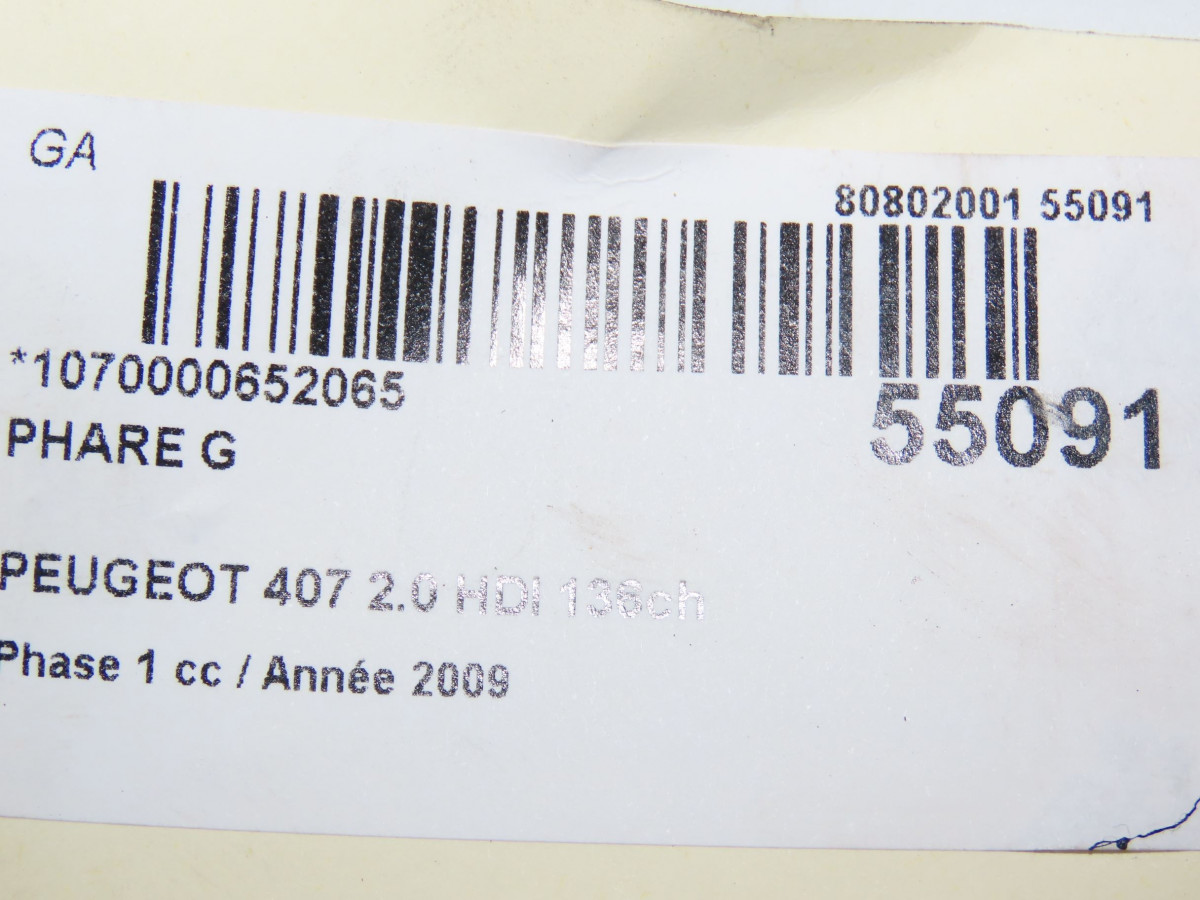 GA
80802001 55091
*1070000652065
55091
PHARE G
PEUGEOT 407 2.0 HDI 136ch
Phase 1 cc / Année 2009